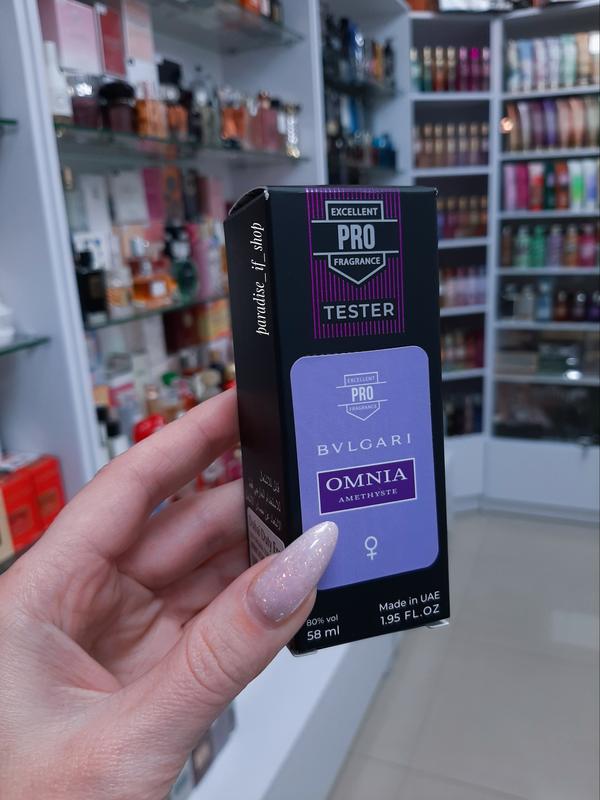 EXCELLENT
PRO
FRAGRANCE
TESTER
paradise_if_shop
EXCELLENT
PRO
FRAGRANCE
BVLGARI
OMNIA
AMETHYSTE
80% vol
58 ml
Made in UAE
1.95 FL.OZ